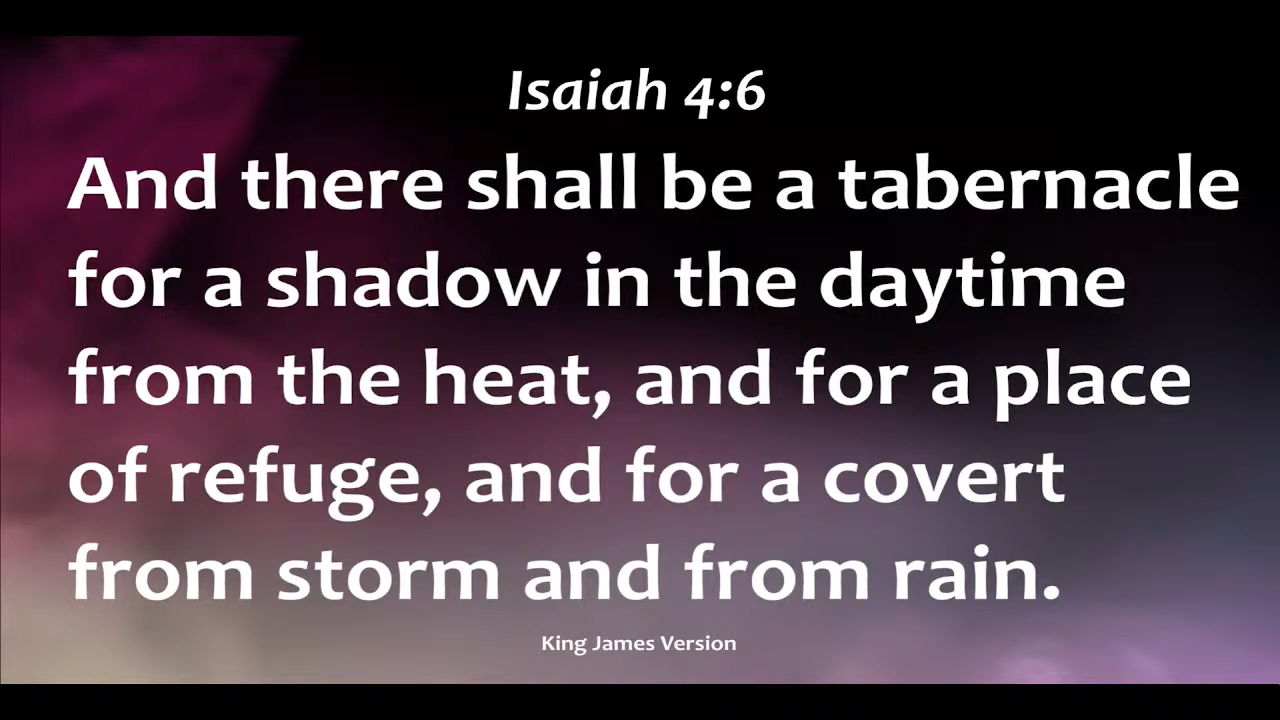 Isaiah 4:6
And there shall be a tabernacle
for a shadow in the daytime
from the heat, and for a place
of refuge, and for a covert
from storm and from rain.
King James Version